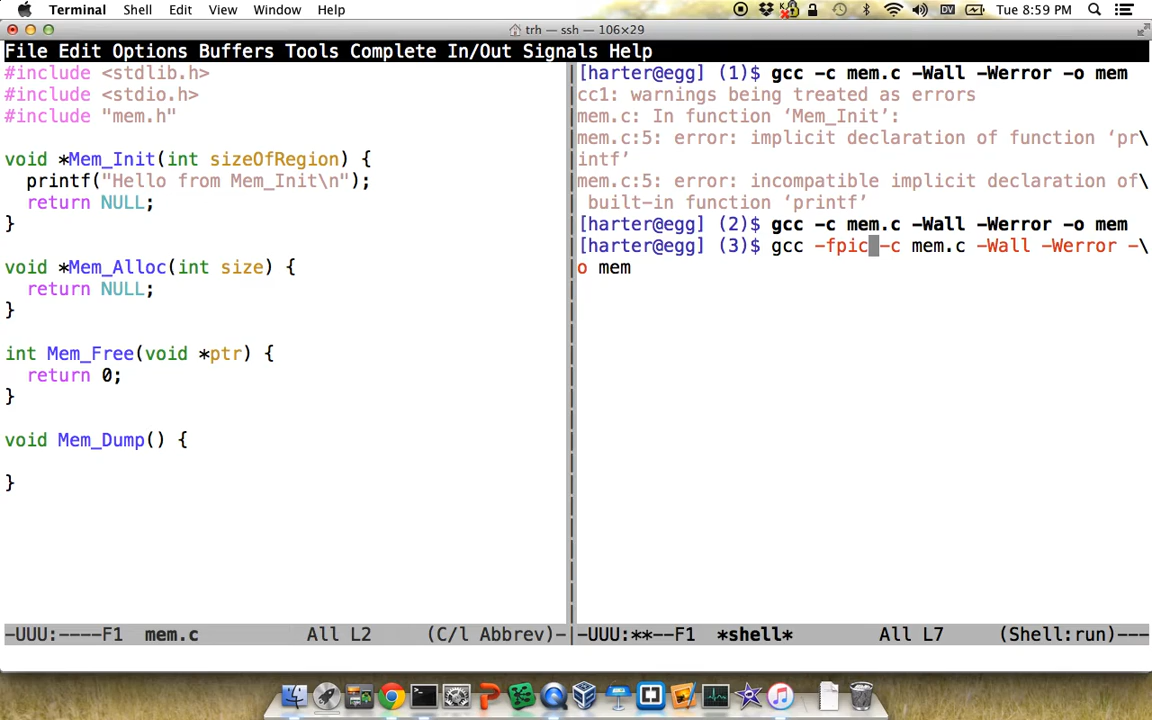 Terminal Shell Edit View Window Help Tue 8:59 PM
trh — ssh — 106×29
File Edit Options Buffers Tools Complete In/Out Signals Help
#include <stdlib.h>
#include <stdio.h>
#include "mem.h"
void *Mem_Init(int sizeOfRegion) {
printf("Hello from Mem_Init\n");
return NULL;
}
void *Mem_Alloc(int size) {
return NULL;
}
int Mem_Free(void *ptr) {
return 0;
}
void Mem_Dump() {
}
-UUU:----F1 mem.c All L2 (C/l Abbrev)-
[harter@egg] (1)$ gcc -c mem.c -Wall -Werror -o mem
cc1: warnings being treated as errors
mem.c: In function ‘Mem_Init’:
mem.c:5: error: implicit declaration of function ‘pr\
intf’
mem.c:5: error: incompatible implicit declaration of\
built-in function ‘printf’
[harter@egg] (2)$ gcc -c mem.c -Wall -Werror -o mem
[harter@egg] (3)$ gcc -fpic -c mem.c -Wall -Werror -\
o mem
-UUU:**--F1 *shell* All L7 (Shell:run)---